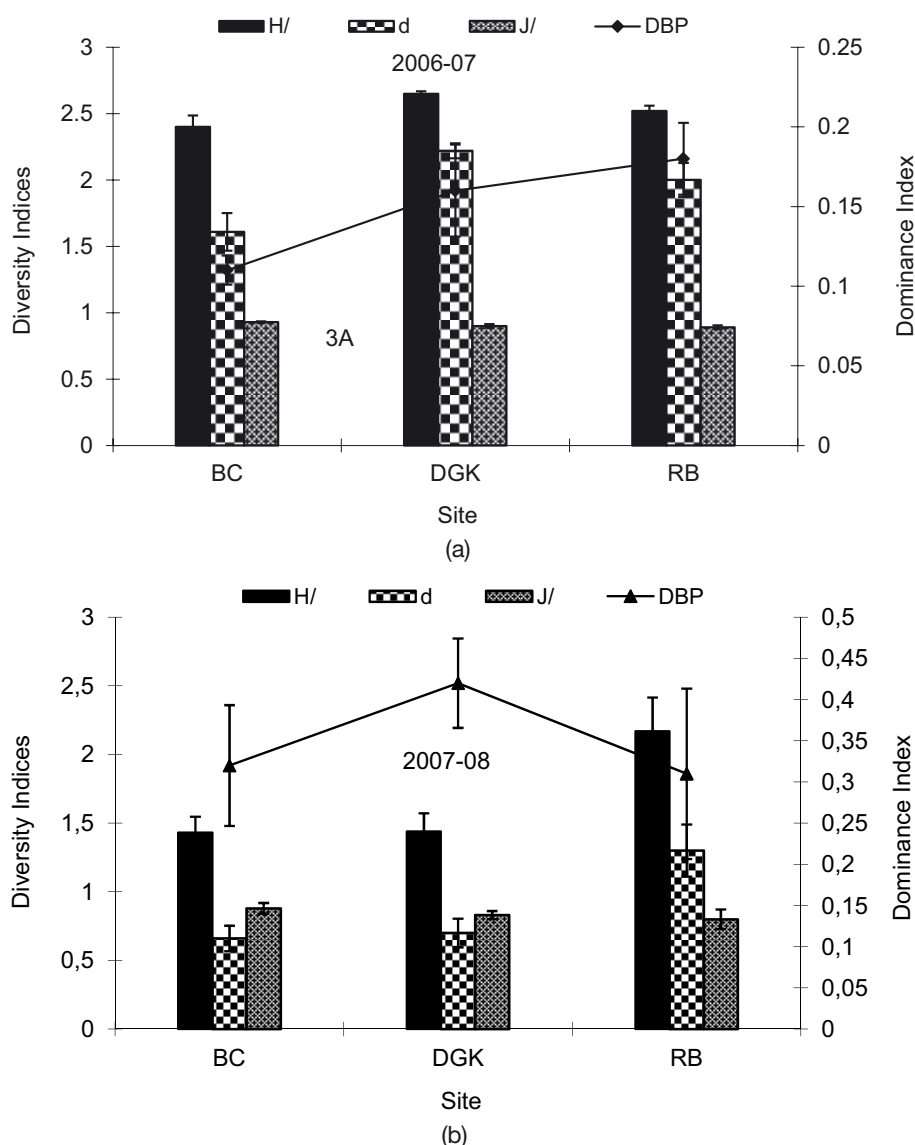 H/ d J/ DBP
2006-07
3
2.5
2
1.5
1
0.5
0
Diversity Indices
0.25
0.2
0.15
0.1
0.05
0
Dominance Index
3A
BC DGK RB
Site
(a)
H/ d J/ DBP
3
2,5
2
1,5
1
0,5
0
Diversity Indices
0,5
0,45
0,4
0,35
0,3
0,25
0,2
0,15
0,1
0,05
0
Dominance Index
2007-08
BC DGK RB
Site
(b)